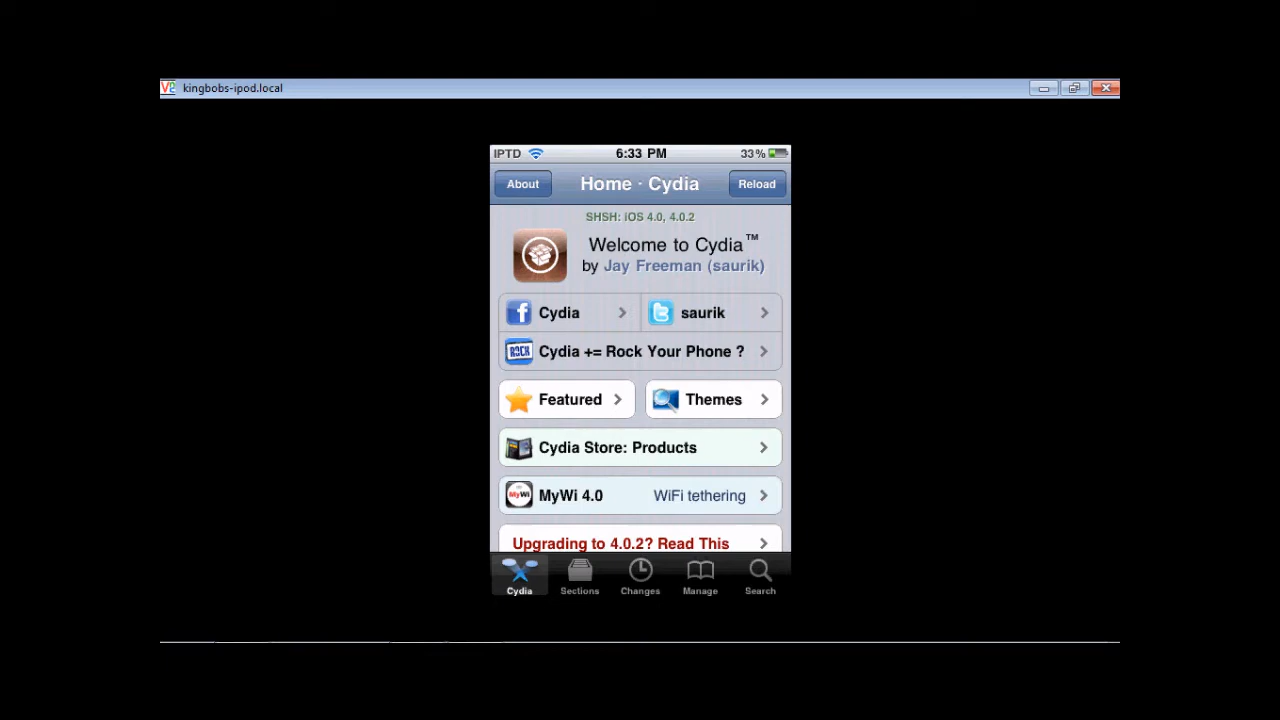 kingbobs-ipod.local
IPTD 6:33 PM 33%
About Home · Cydia Reload
SHSH: iOS 4.0, 4.0.2
Welcome to Cydia™
by Jay Freeman (saurik)
Cydia saurik
ROCK Cydia += Rock Your Phone ?
Featured Themes
Cydia Store: Products
MyWi MyWi 4.0 WiFi tethering
Upgrading to 4.0.2? Read This
Cydia Sections Changes Manage Search